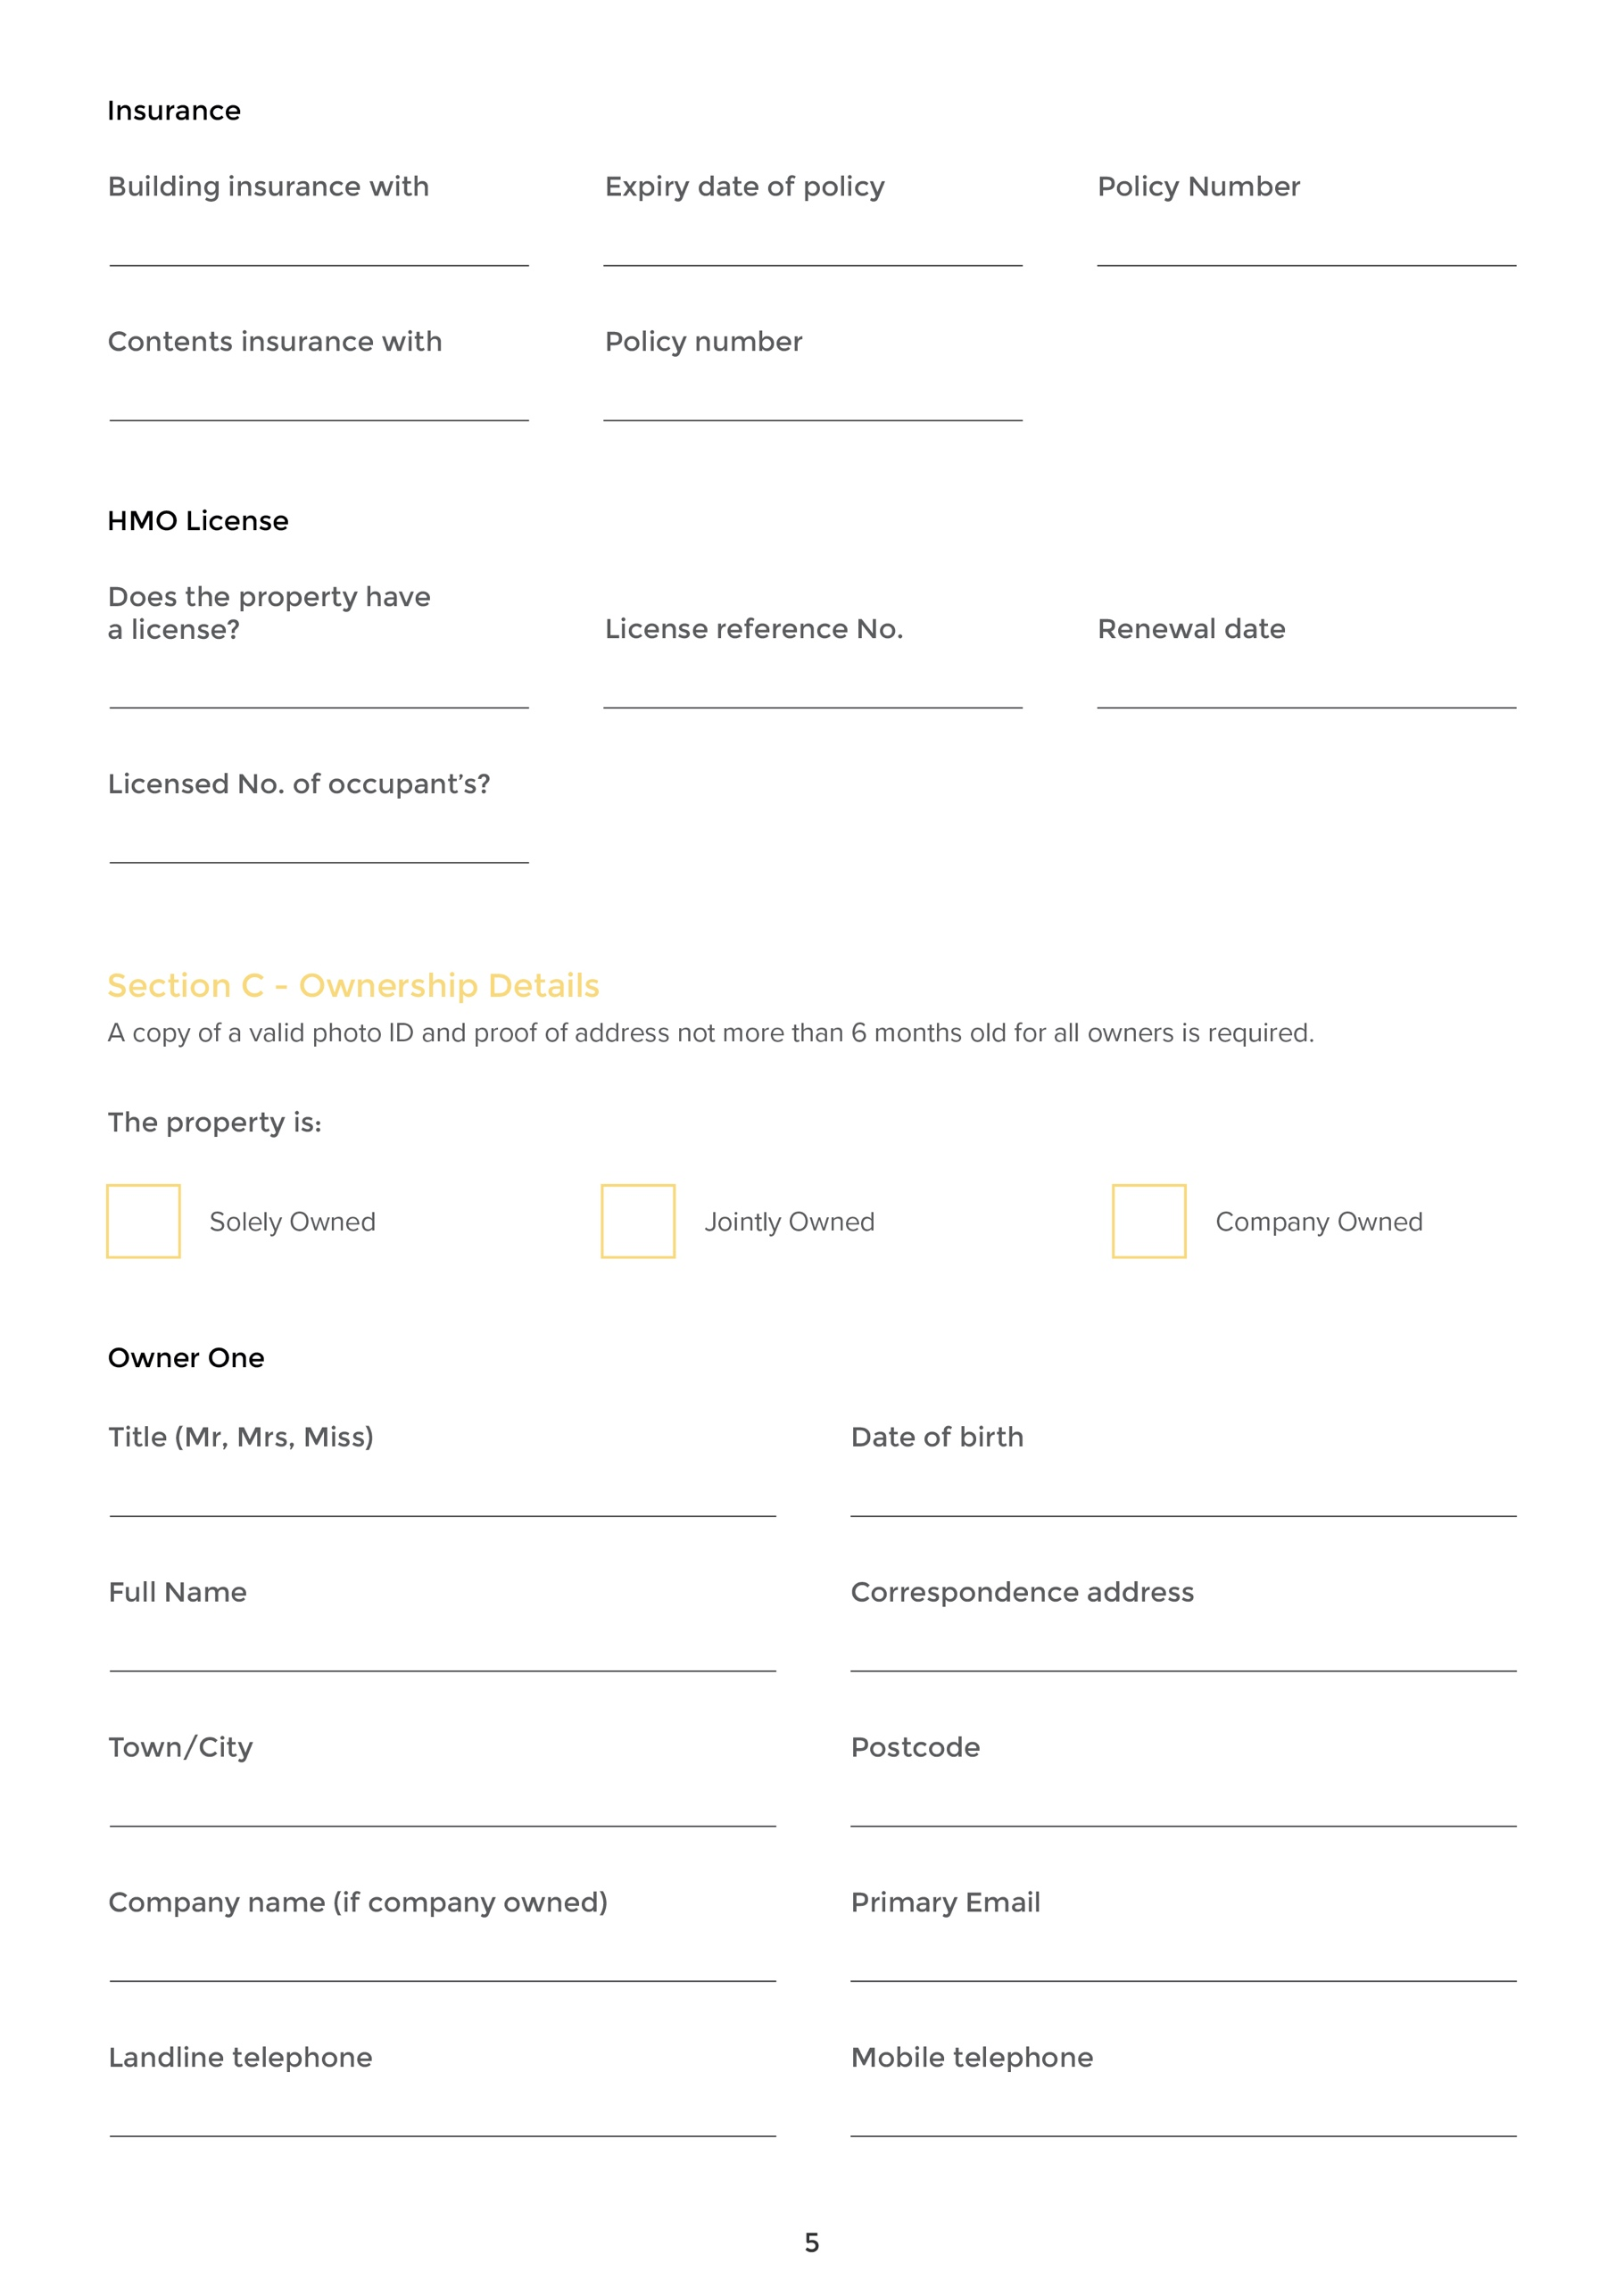 Insurance
Building insurance with
Expiry date of policy
Policy Number
Contents insurance with
Policy number
HMO License
Does the property have
a license?
License reference No.
Renewal date
Licensed No. of occupant’s?
Section C - Ownership Details
A copy of a valid photo ID and proof of address not more than 6 months old for all owners is required.
The property is:
Solely Owned
Jointly Owned
Company Owned
Owner One
Title (Mr, Mrs, Miss)
Date of birth
Full Name
Correspondence address
Town/City
Postcode
Company name (if company owned)
Primary Email
Landline telephone
Mobile telephone
5